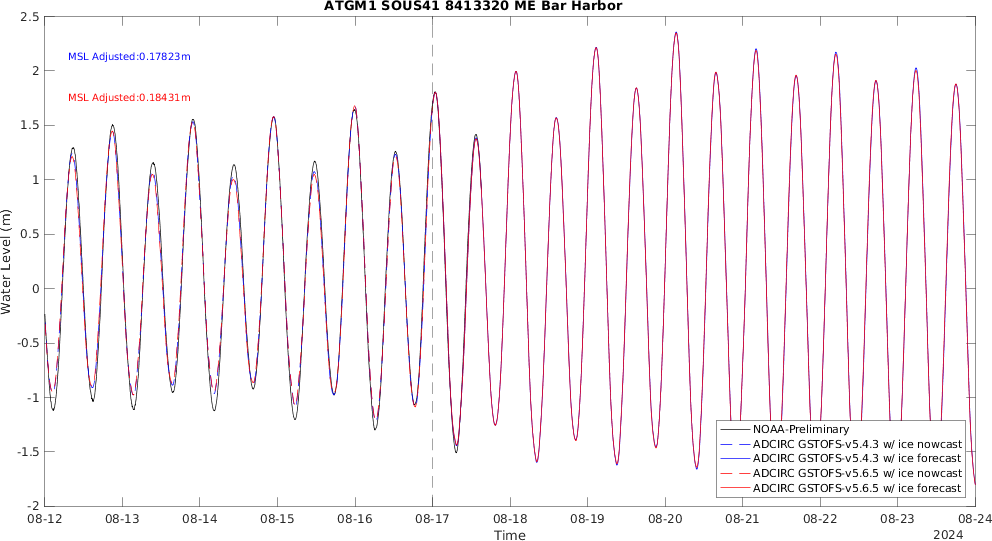 ATGM1 SOUS41 8413320 ME Bar Harbor
2.5
2
1.5
1
0.5
0
-0.5
-1
-1.5
-2
Water Level (m)
MSL Adjusted:0.17823m
MSL Adjusted:0.18431m
NOAA-Preliminary
ADCIRC GSTOFS-v5.4.3 w/ ice nowcast
ADCIRC GSTOFS-v5.4.3 w/ ice forecast
ADCIRC GSTOFS-v5.6.5 w/ ice nowcast
ADCIRC GSTOFS-v5.6.5 w/ ice forecast
08-12 08-13 08-14 08-15 08-16 08-17 08-18 08-19 08-20 08-21 08-22 08-23 08-24
Time
2024